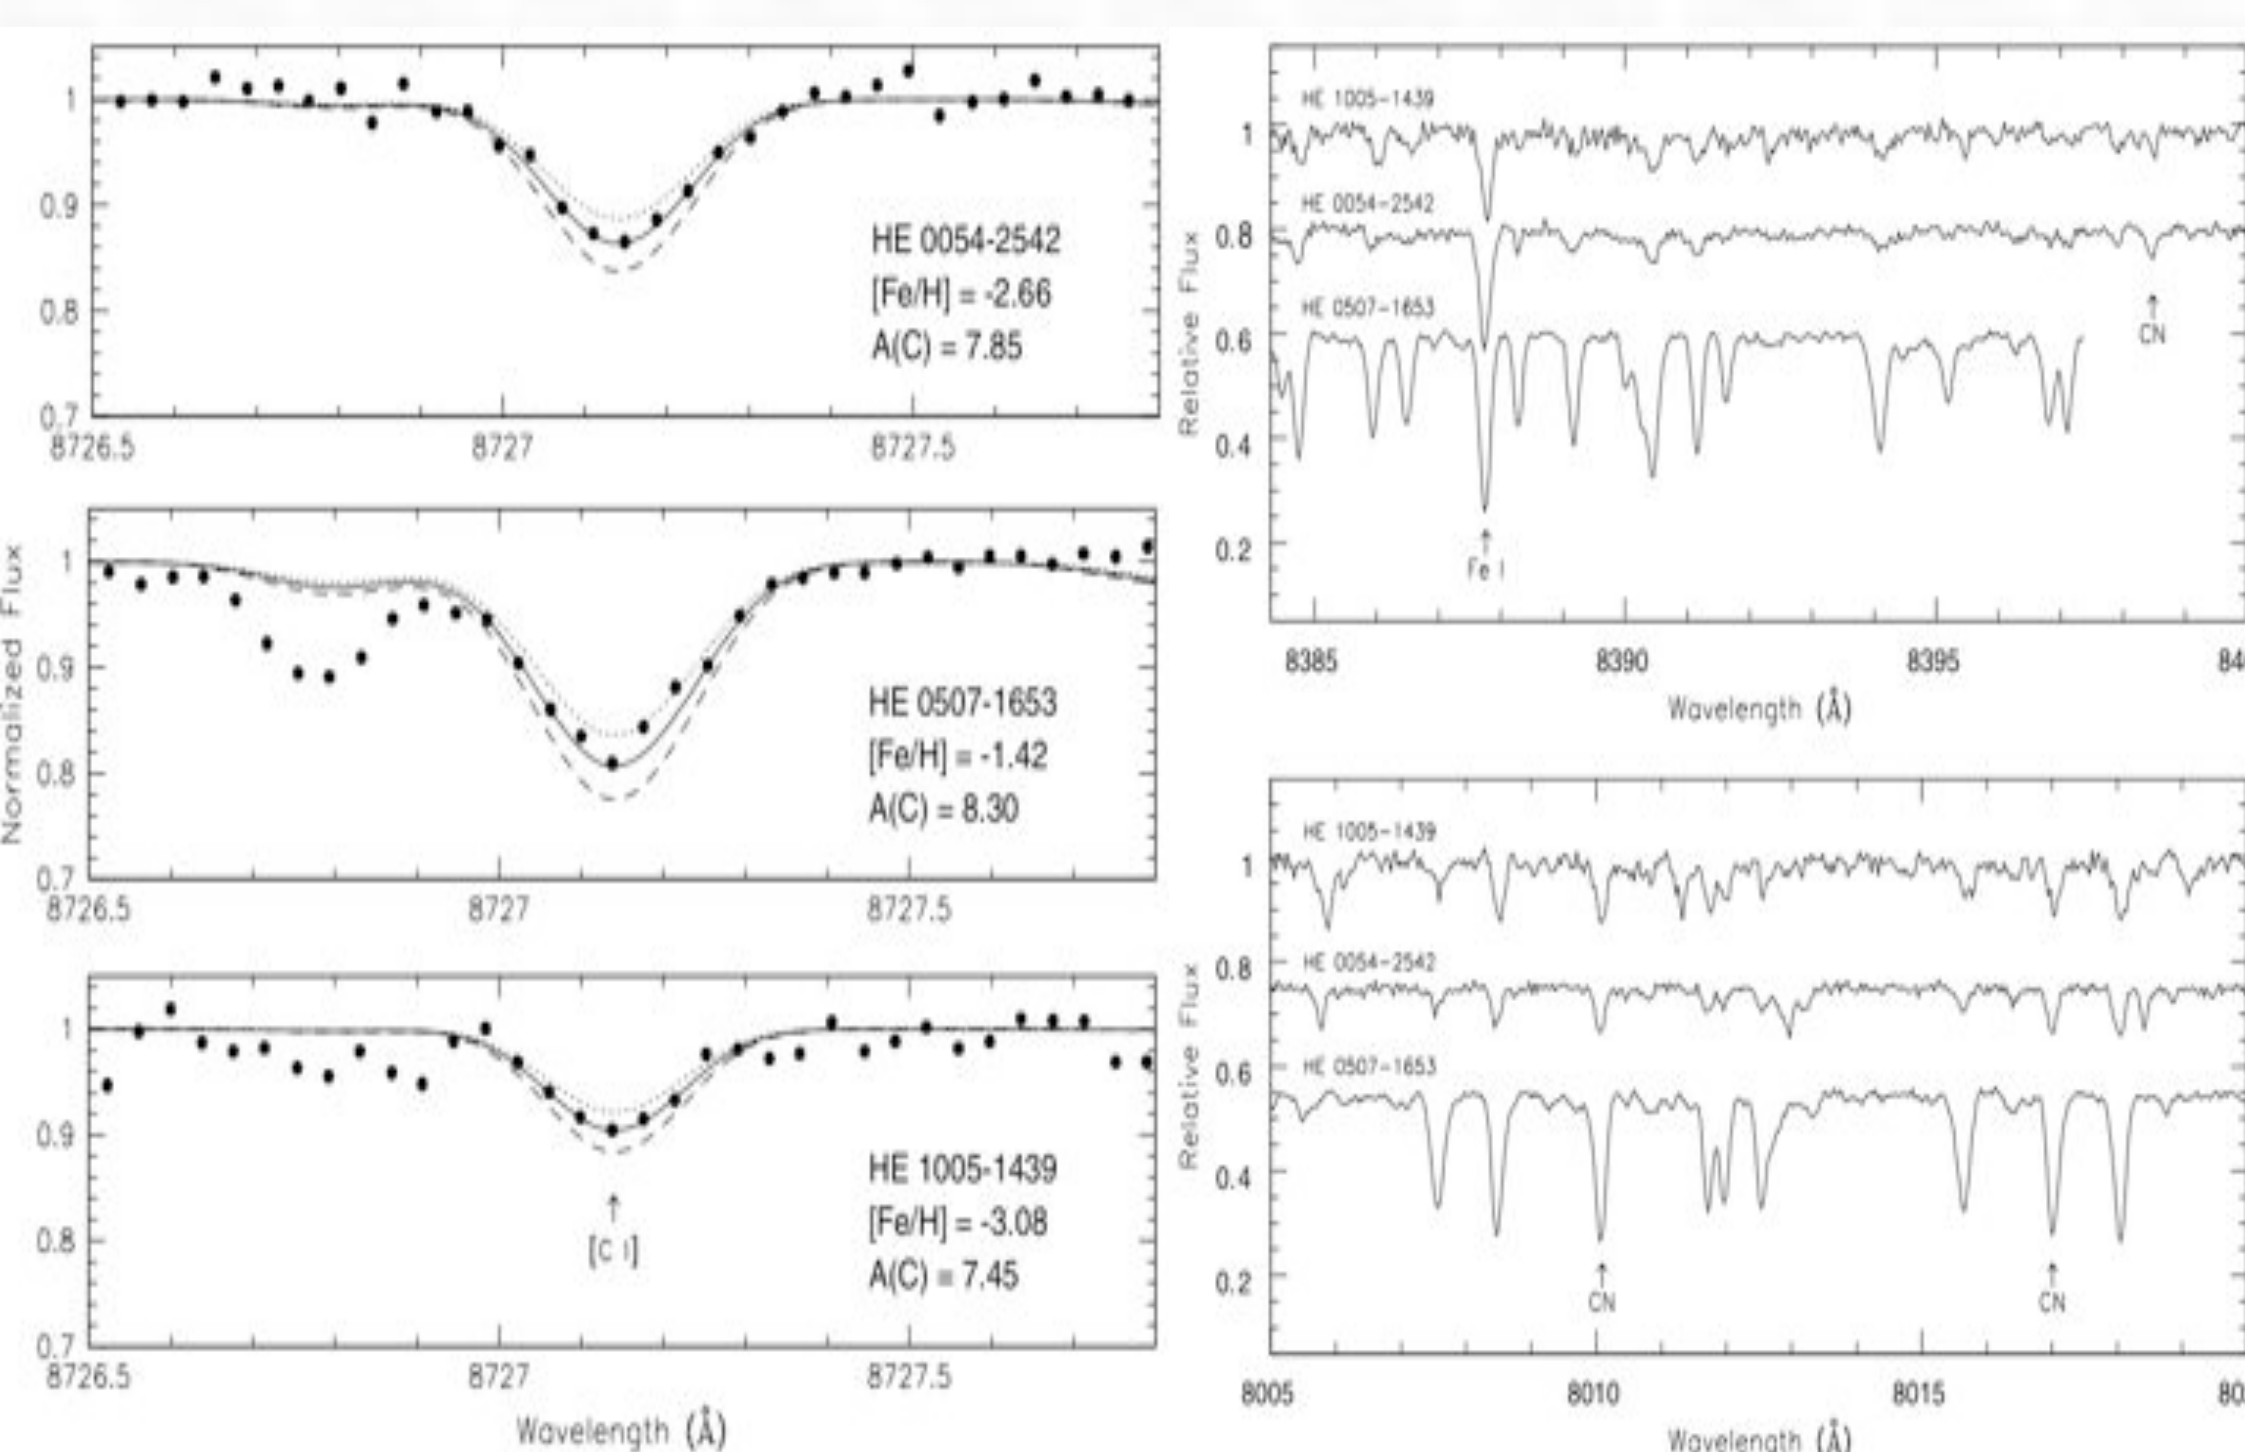 1
0.9
0.8
0.7
HE 0054-2542
[Fe/H] = -2.66
A(C) = 7.85
8726.5 8727 8727.5
Normalized Flux
1
0.9
0.8
0.7
HE 0507-1653
[Fe/H] = -1.42
A(C) = 8.30
8726.5 8727 8727.5
1
0.9
0.8
0.7
[C I]
HE 1005-1439
[Fe/H] = -3.08
A(C) = 7.45
8726.5 8727 8727.5
Wavelength (Å)
Relative Flux
1
0.8
0.6
0.4
0.2
HE 1005-1439
HE 0054-2542
HE 0507-1653
CN
Fe I
8385 8390 8395 84
Wavelength (Å)
Relative Flux
1
0.8
0.6
0.4
0.2
HE 1005-1439
HE 0054-2542
HE 0507-1653
CN CN
8005 8010 8015 80
Wavelength (Å)